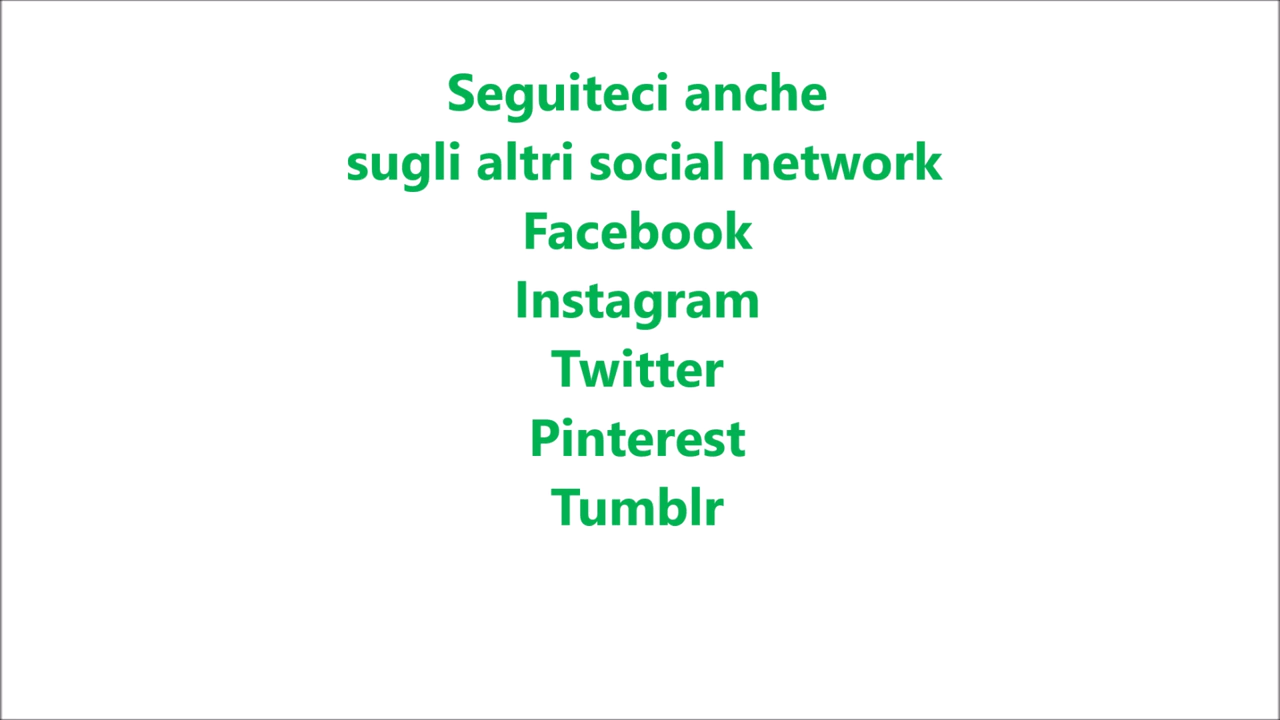 Seguiteci anche
sugli altri social network
Facebook
Instagram
Twitter
Pinterest
Tumblr